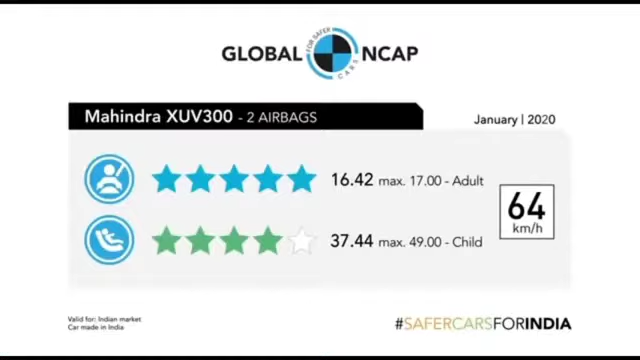 GLOBAL NCAP
FOR SAFER CARS
Mahindra XUV300 - 2 AIRBAGS
January | 2020
16.42 max. 17.00 - Adult
37.44 max. 49.00 - Child
64
km/h
Valid for: Indian market
Car made in India
#SAFERCARSFORINDIA